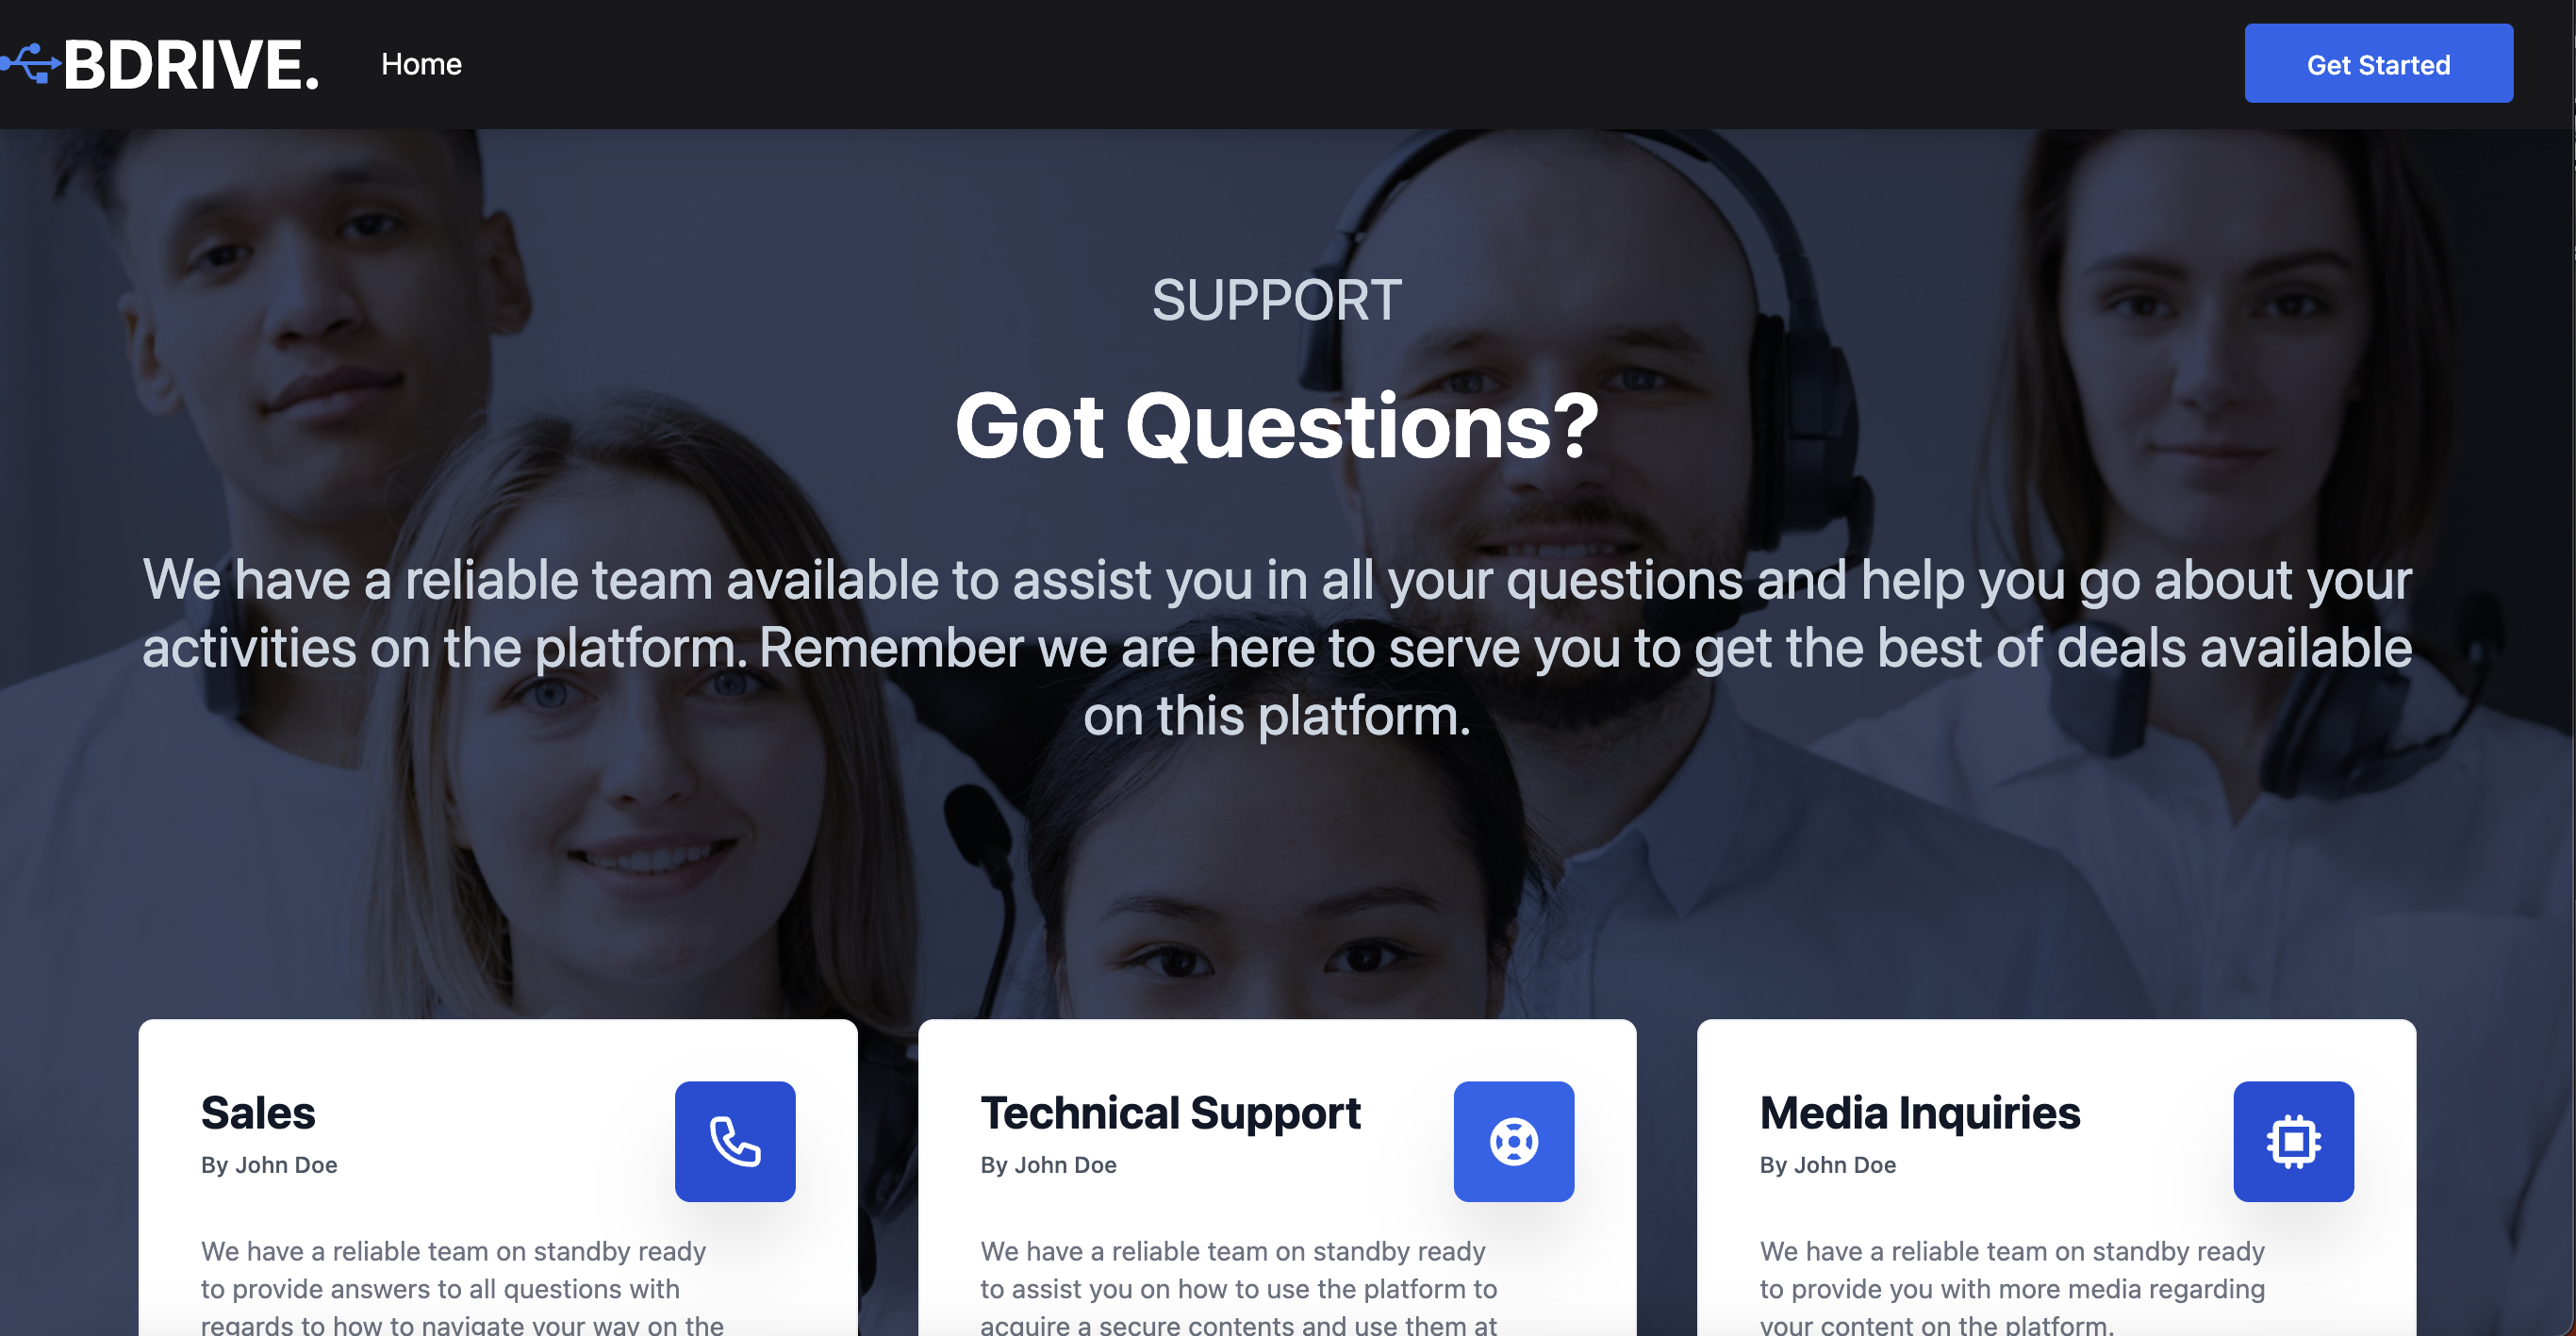 BDRIVE.
Home
Get Started
SUPPORT
Got Questions?
We have a reliable team available to assist you in all your questions and help you go about your
activities on the platform. Remember we are here to serve you to get the best of deals available
on this platform.
Sales
By John Doe
We have a reliable team on standby ready
to provide answers to all questions with
regards to how to navigate your way on the
Technical Support
By John Doe
We have a reliable team on standby ready
to assist you on how to use the platform to
acquire a secure contents and use them at
Media Inquiries
By John Doe
We have a reliable team on standby ready
to provide you with more media regarding
your content on the platform.